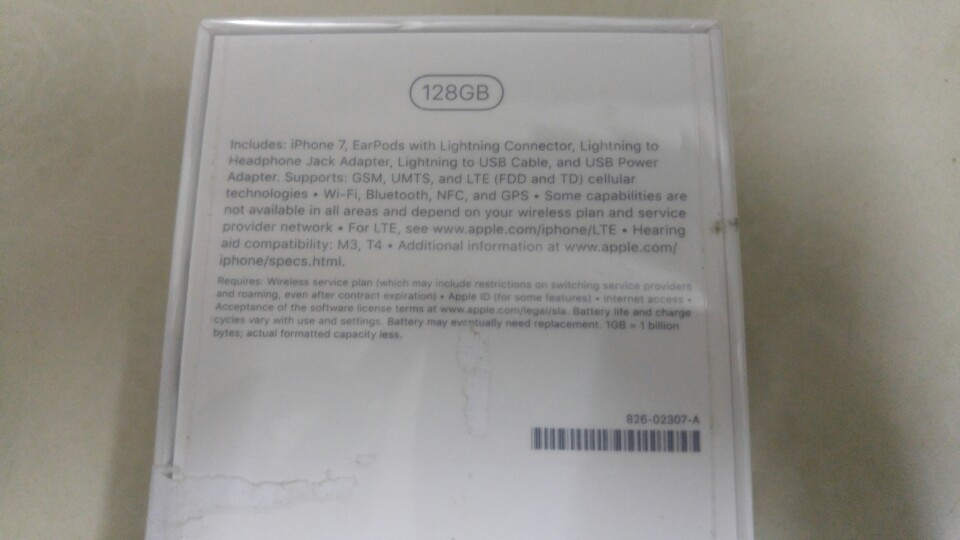 128GB
Includes: iPhone 7, EarPods with Lightning Connector, Lightning to
Headphone Jack Adapter, Lightning to USB Cable, and USB Power
Adapter. Supports: GSM, UMTS, and LTE (FDD and TD) cellular
technologies • Wi-Fi, Bluetooth, NFC, and GPS • Some capabilities are
not available in all areas and depend on your wireless plan and service
provider network • For LTE, see www.apple.com/iphone/LTE • Hearing
aid compatibility: M3, T4 • Additional information at www.apple.com/
iphone/specs.html.
Requires: Wireless service plan (which may include restrictions on switching service providers
and roaming, even after contract expiration) • Apple ID (for some features) • Internet access •
Acceptance of the software license terms at www.apple.com/legal/sla. Battery life and charge
cycles vary with use and settings. Battery may eventually need replacement. 1GB = 1 billion
bytes; actual formatted capacity less.
826-02307-A